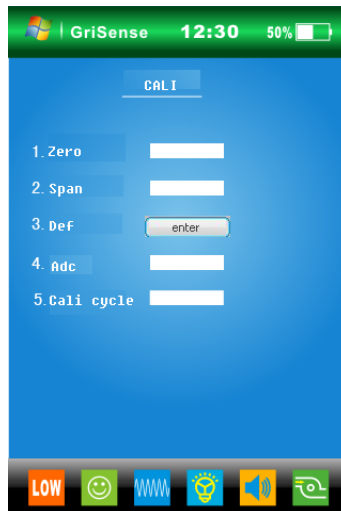 GriSense 12:30 50%
CALI
1. Zero
2. Span
3. Def enter
4. Adc
5. Cali cycle
LOW